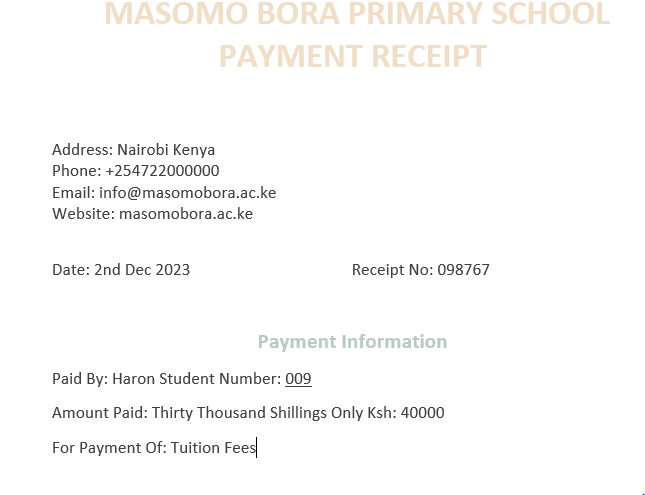 MASOMO BORA PRIMARY SCHOOL
PAYMENT RECEIPT
Address: Nairobi Kenya
Phone: +254722000000
Email: info@masomobora.ac.ke
Website: masomobora.ac.ke
Date: 2nd Dec 2023 Receipt No: 098767
Payment Information
Paid By: Haron Student Number: 009
Amount Paid: Thirty Thousand Shillings Only Ksh: 40000
For Payment Of: Tuition Fees